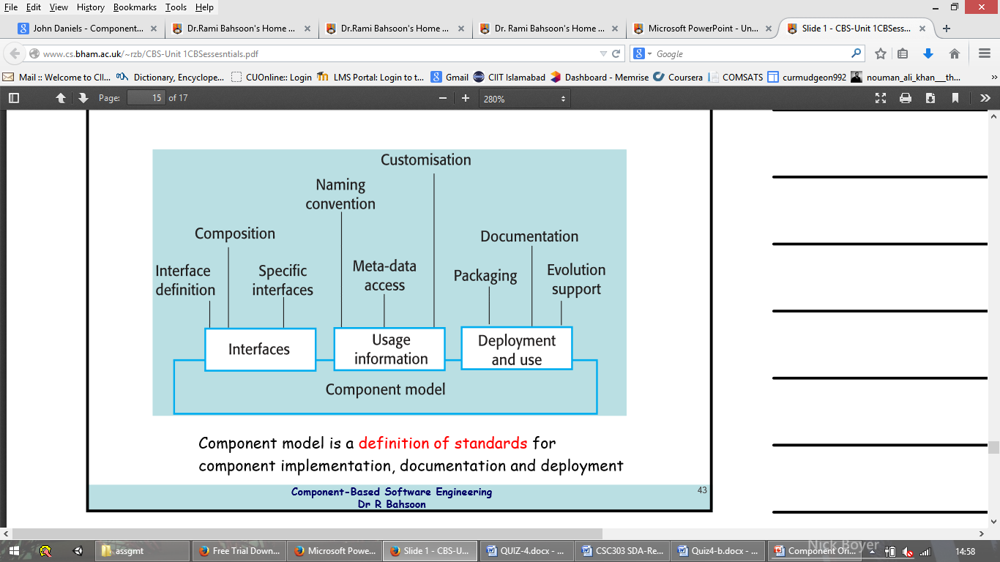 File Edit View History Bookmarks Tools Help
John Daniels - Component... Dr.Rami Bahsoon's Home ... Dr.Rami Bahsoon's Home ... Dr. Rami Bahsoon's Home ... Microsoft PowerPoint - Un... Slide 1 - CBS-Unit 1CBSess...
www.cs.bham.ac.uk/~rzb/CBS-Unit 1CBSessesntials.pdf Google
Mail :: Welcome to CII... Dictionary, Encyclope... CUOnline:: Login LMS Portal: Login to t... Gmail CIIT Islamabad Dashboard - Memrise Coursera COMSATS curmudgeon992 nouman_ali_khan___th...
Page: 15 of 17 280%
Customisation
Naming
convention
Composition
Documentation
Interface
definition
Specific
interfaces
Meta-data
access
Packaging
Evolution
support
Interfaces
Usage
information
Deployment
and use
Component model
Component model is a definition of standards for
component implementation, documentation and deployment
Component-Based Software Engineering
Dr R Bahsoon
43
assgmt Free Trial Down... Microsoft Powe... Slide 1 - CBS-U... QUIZ-4.docx - ... CSC303 SDA-Re... Quiz4-b.docx - ... Component Ori... 14:58
Nick Boyer